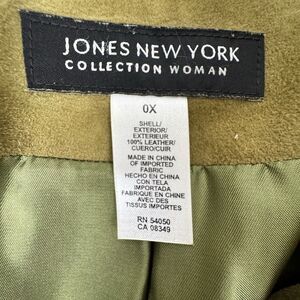 JONES NEW YORK
COLLECTION WOMAN
0X
SHELL/
EXTERIOR/
EXTERIEUR
100% LEATHER/
CUERO/CUIR
MADE IN CHINA
OF IMPORTED
FABRIC
HECHO EN CHINA
CON TELA
IMPORTADA
FABRIQUE EN CHINE
AVEC DES
TISSUS IMPORTES
RN 54050
CA 08349